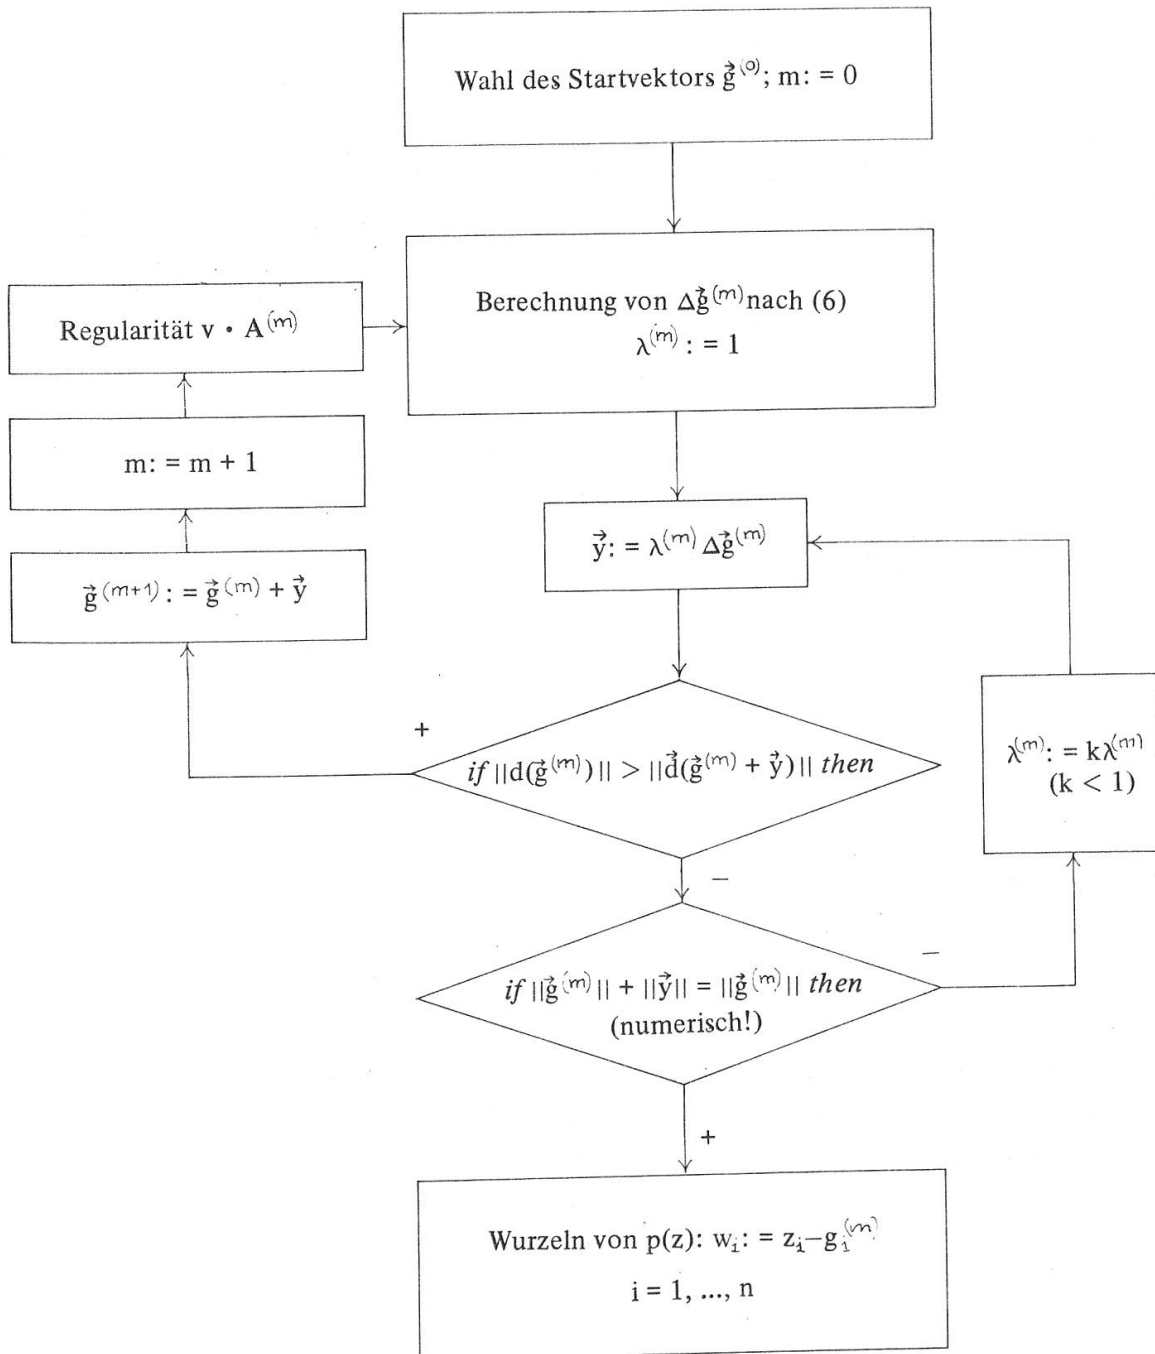 Wahl des Startvektors g⃗⁽⁰⁾; m: = 0
Berechnung von Δg⃗⁽ᵐ⁾ nach (6)
λ⁽ᵐ⁾: = 1
Regularität v · A⁽ᵐ⁾
m: = m + 1
g⃗⁽ᵐ⁺¹⁾: = g⃗⁽ᵐ⁾ + y⃗
y⃗: = λ⁽ᵐ⁾ Δg⃗⁽ᵐ⁾
+
if ||d(g⃗⁽ᵐ⁾)|| > ||d⃗(g⃗⁽ᵐ⁾ + y⃗)|| then
λ⁽ᵐ⁾: = kλ⁽ᵐ⁾
(k < 1)
−
−
if ||g⃗⁽ᵐ⁾|| + ||y⃗|| = ||g⃗⁽ᵐ⁾|| then
(numerisch!)
+
Wurzeln von p(z): wᵢ: = zᵢ−gᵢ⁽ᵐ⁾
i = 1, ..., n